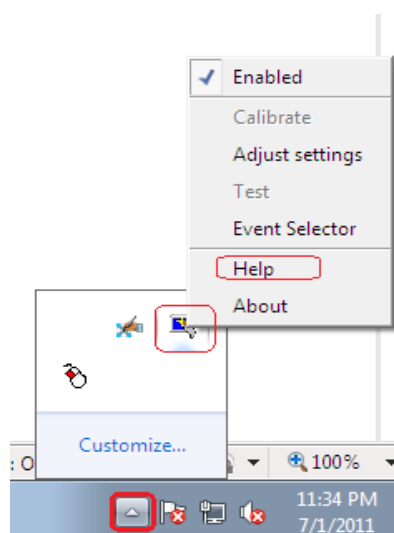 Enabled
Calibrate
Adjust settings
Test
Event Selector
Help
About
Customize...
: O
100%
11:34 PM
7/1/2011